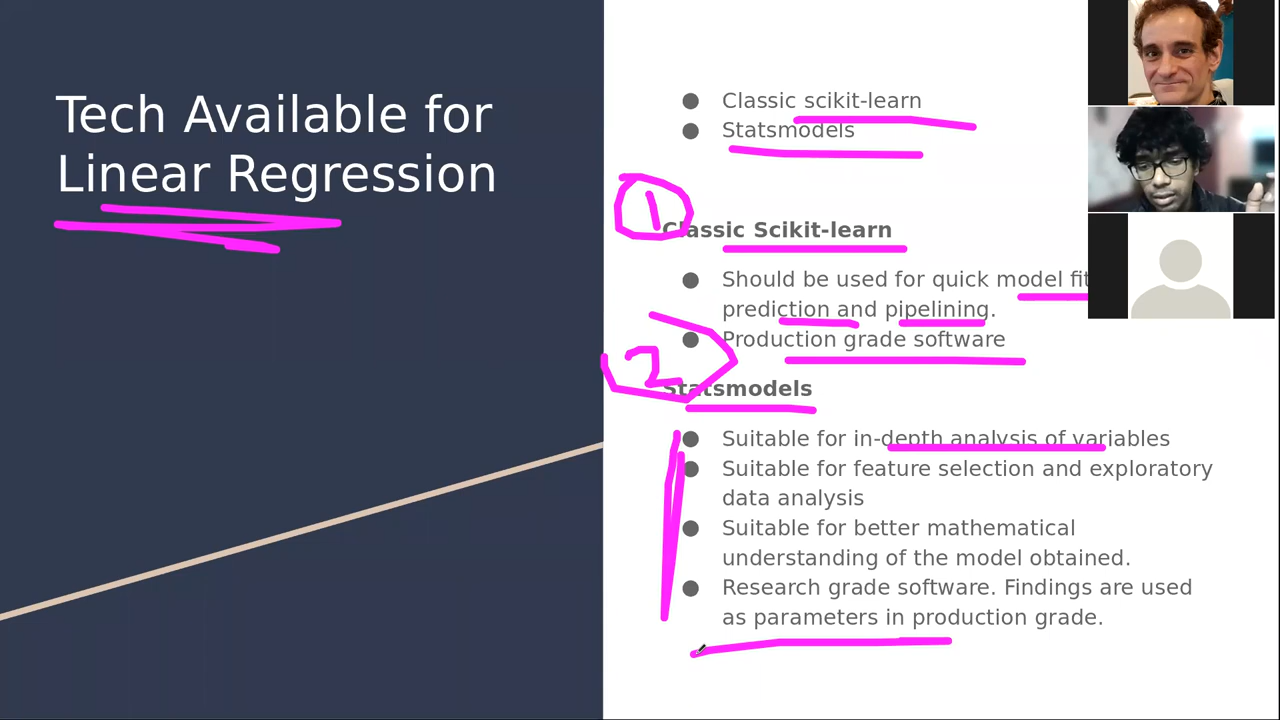 Tech Available for
Linear Regression
● Classic scikit-learn
● Statsmodels
1
Classic Scikit-learn
● Should be used for quick model
prediction and pipelining.
● Production grade software
2
Statsmodels
● Suitable for in-depth analysis of variables
● Suitable for feature selection and exploratory
data analysis
● Suitable for better mathematical
understanding of the model obtained.
● Research grade software. Findings are used
as parameters in production grade.